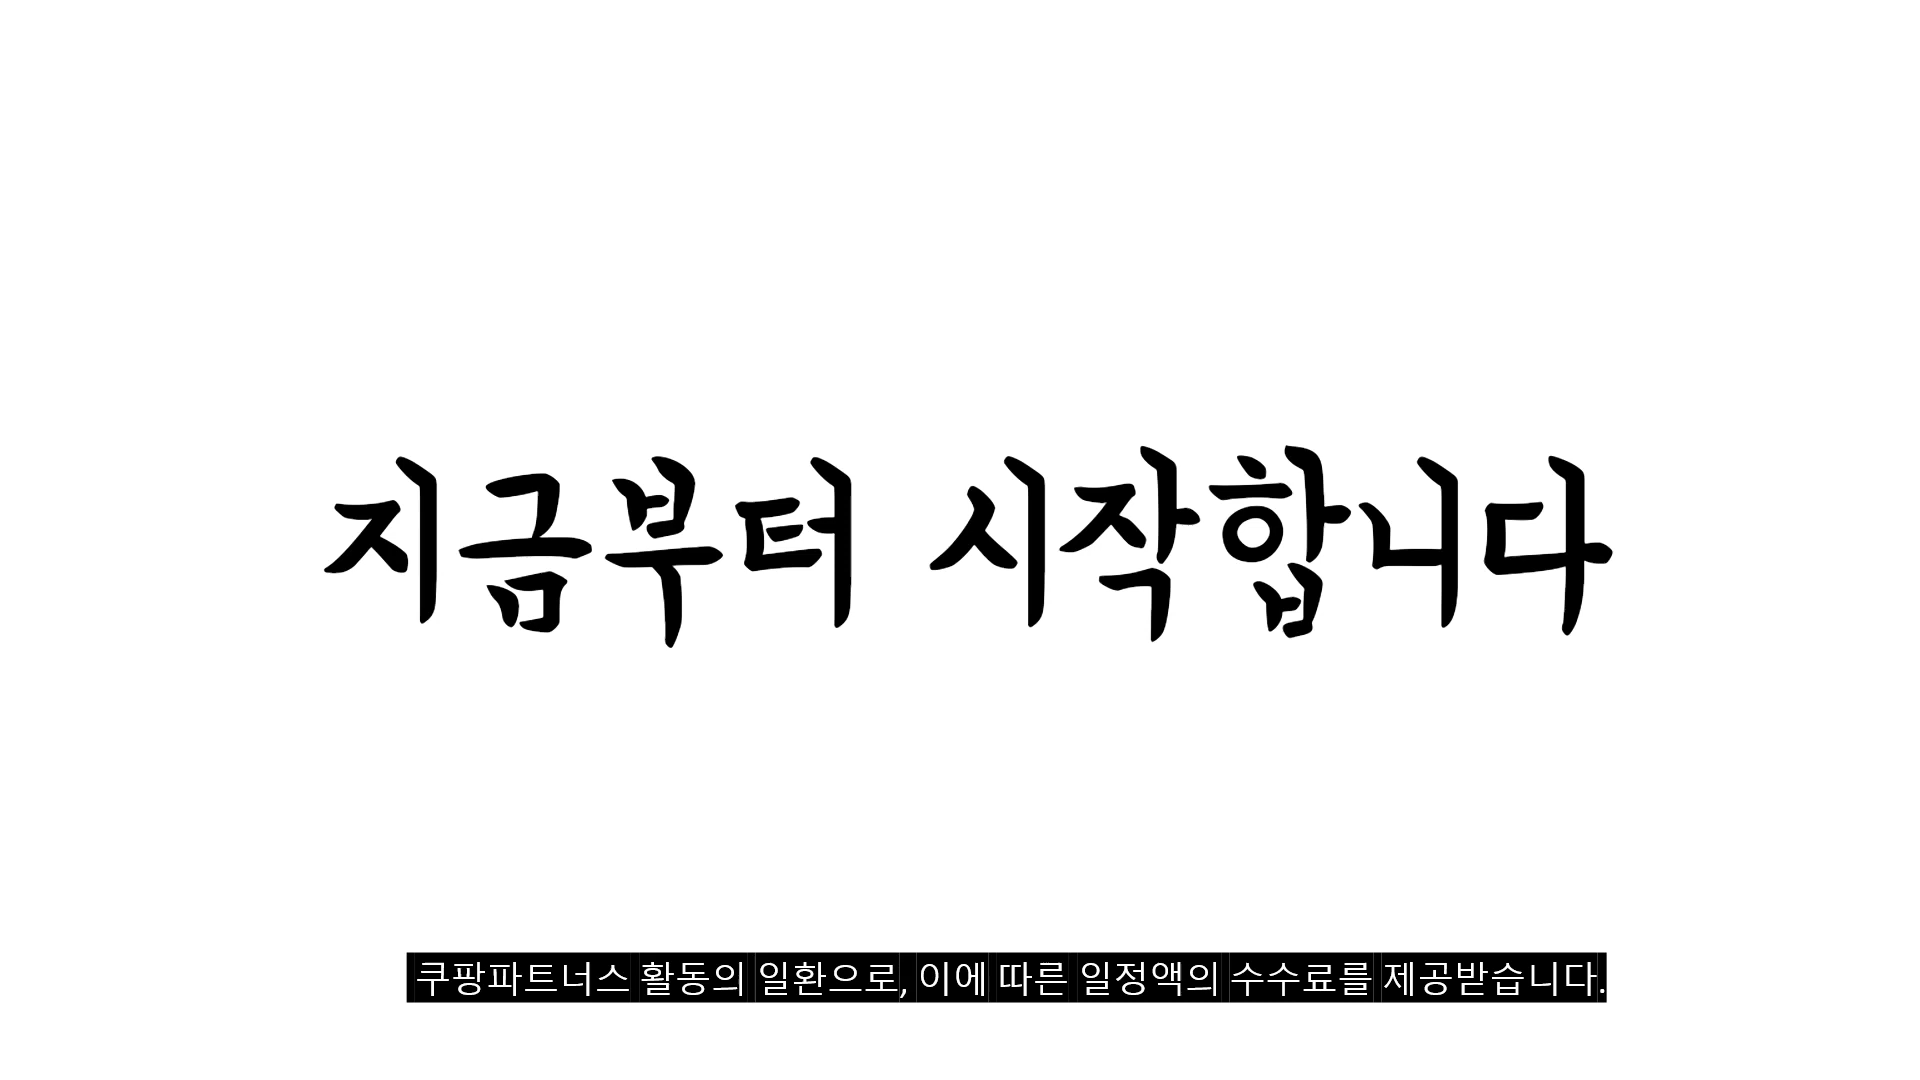 지금부터 시작합니다
쿠팡파트너스 활동의 일환으로, 이에 따른 일정액의 수수료를 제공받습니다.